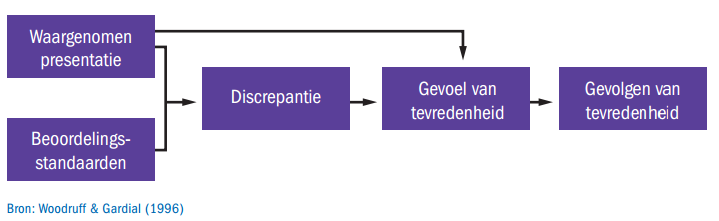 Waargenomen
presentatie
Beoordelings-
standaarden
Discrepantie
Gevoel van
tevredenheid
Gevolgen van
tevredenheid
Bron: Woodruff & Gardial (1996)